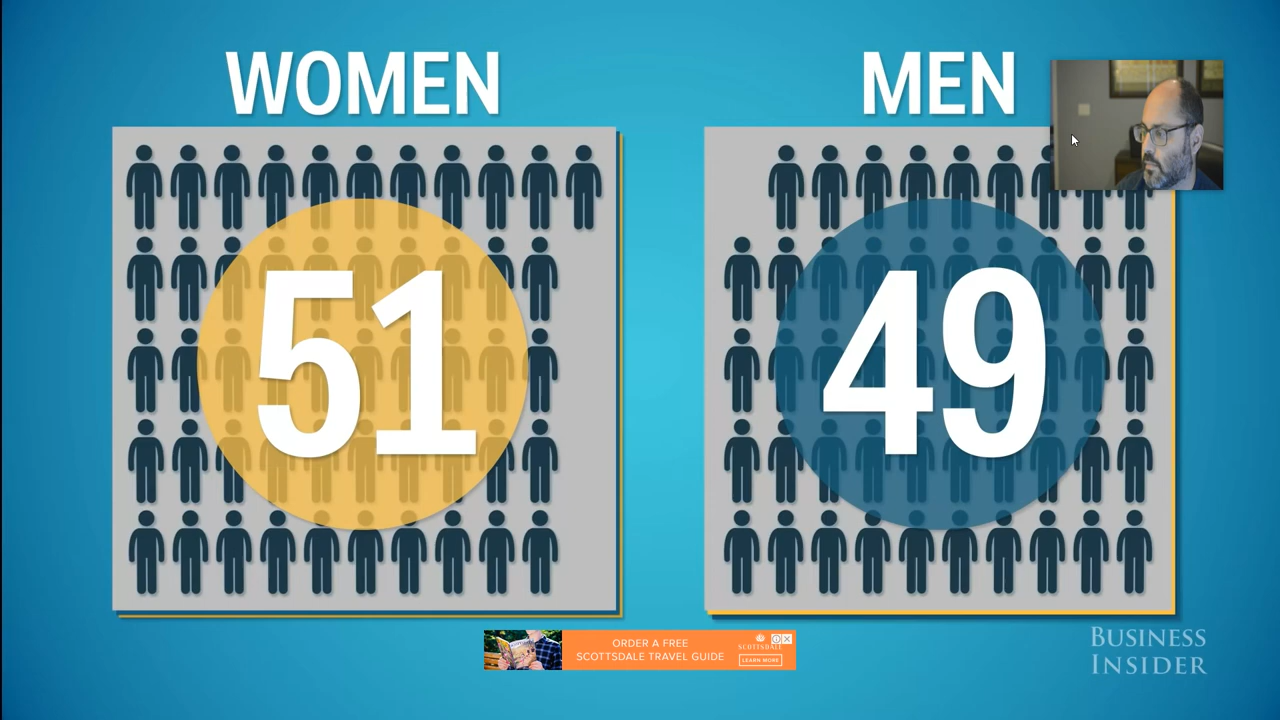 WOMEN
MEN
51
49
ORDER A FREE
SCOTTSDALE TRAVEL GUIDE
SCOTTSDALE
LEARN MORE
BUSINESS
INSIDER